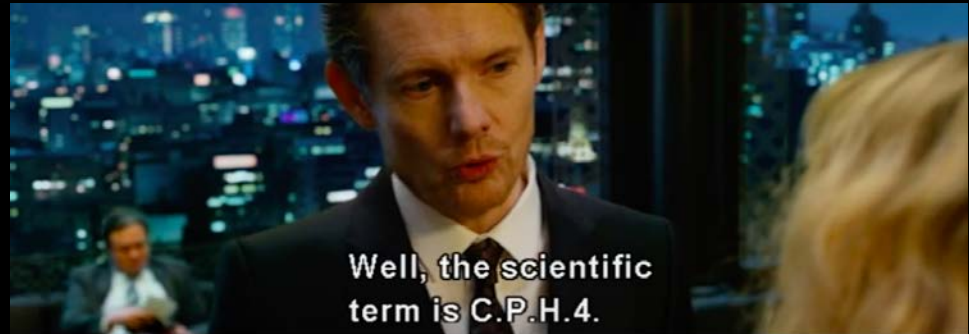 Well, the scientific
term is C.P.H.4.